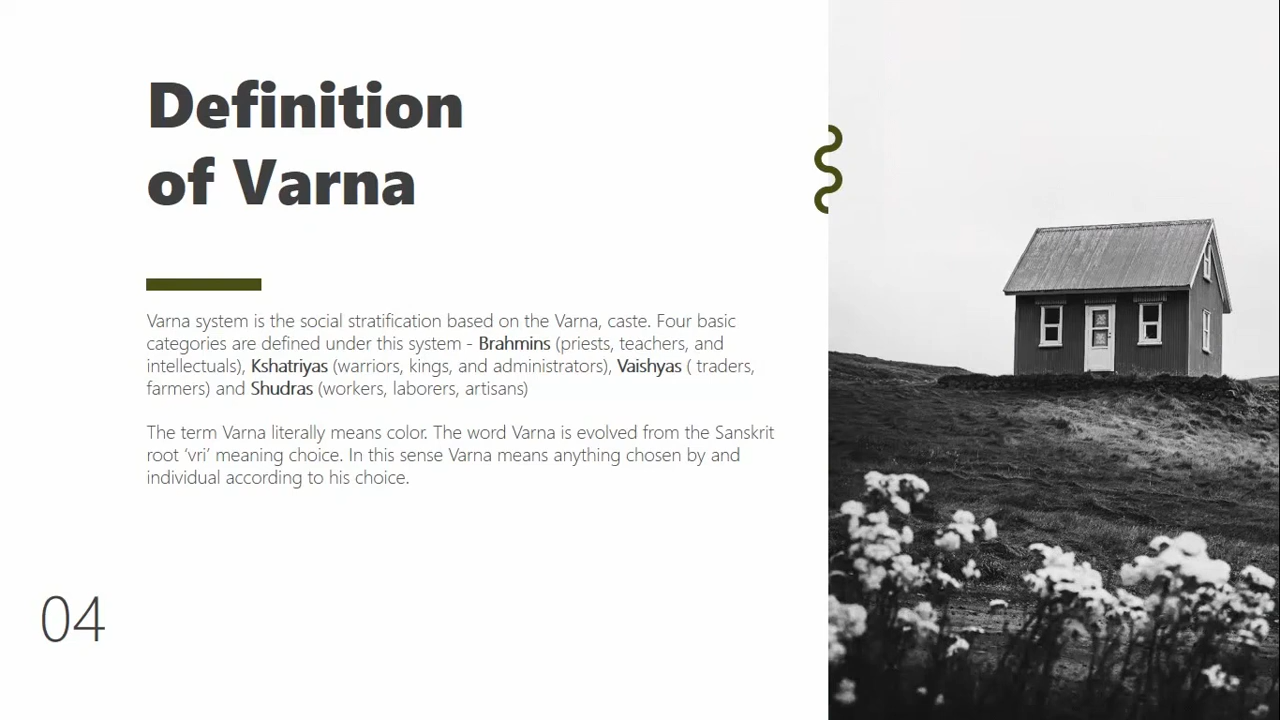 Definition
of Varna
Varna system is the social stratification based on the Varna, caste. Four basic
categories are defined under this system - Brahmins (priests, teachers, and
intellectuals), Kshatriyas (warriors, kings, and administrators), Vaishyas ( traders,
farmers) and Shudras (workers, laborers, artisans)
The term Varna literally means color. The word Varna is evolved from the Sanskrit
root ‘vri’ meaning choice. In this sense Varna means anything chosen by and
individual according to his choice.
04